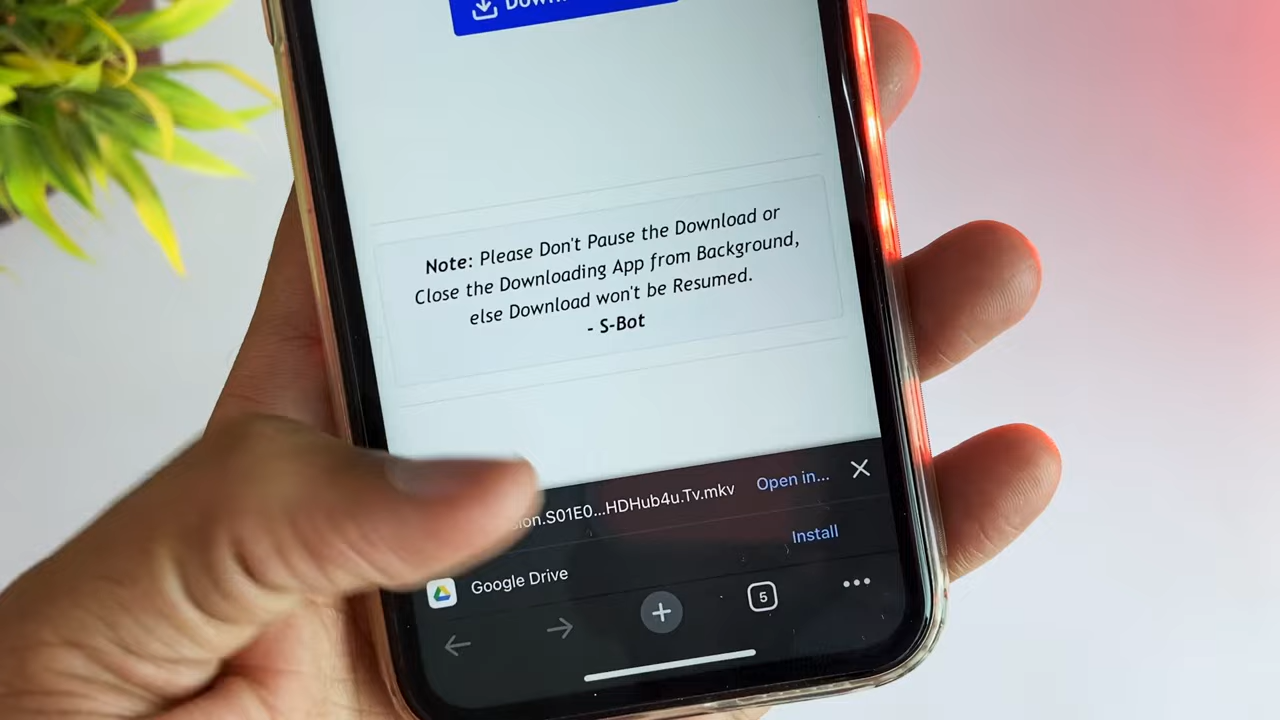 Note: Please Don't Pause the Download or
Close the Downloading App from Background,
else Download won't be Resumed.
- S-Bot
.S01E0...HDHub4u.Tv.mkv
Open in...
Install
Google Drive
5